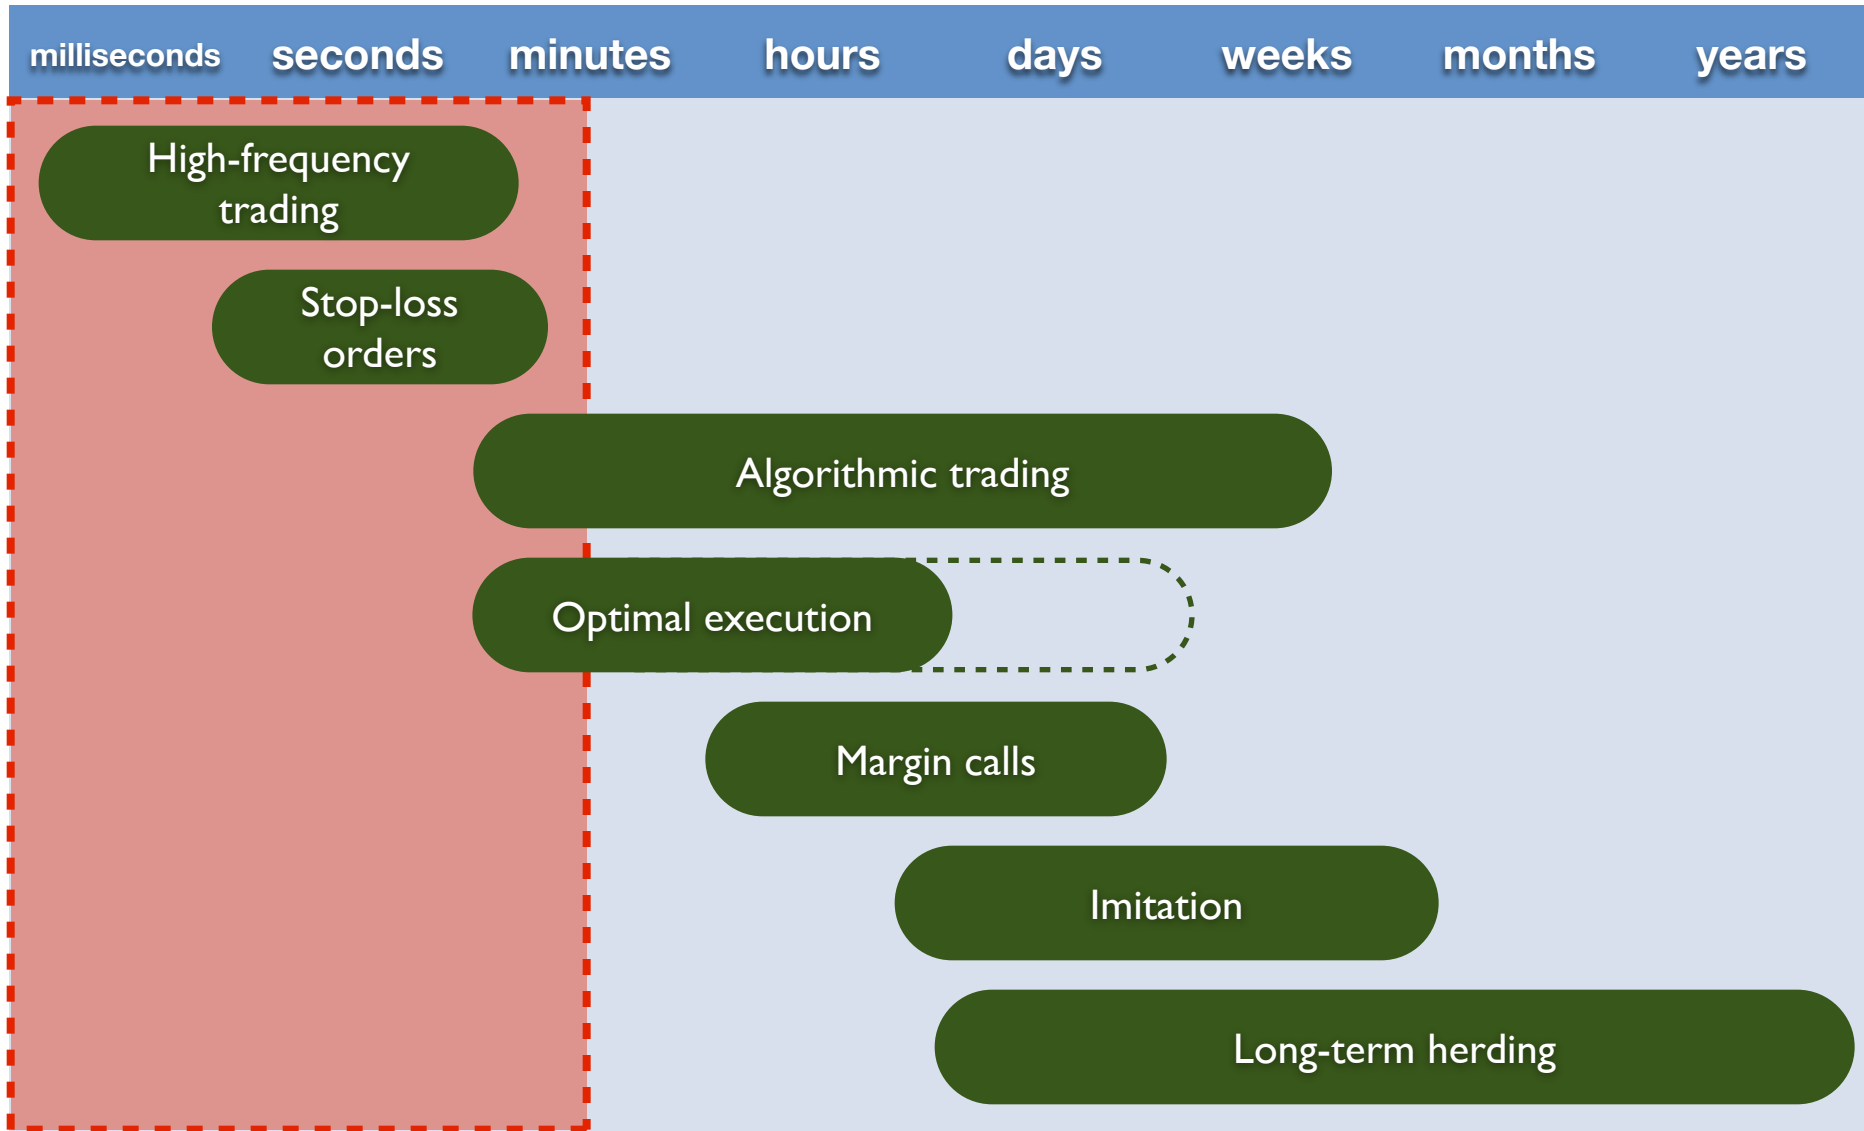 milliseconds seconds minutes hours days weeks months years
High-frequency
trading
Stop-loss
orders
Algorithmic trading
Optimal execution
Margin calls
Imitation
Long-term herding